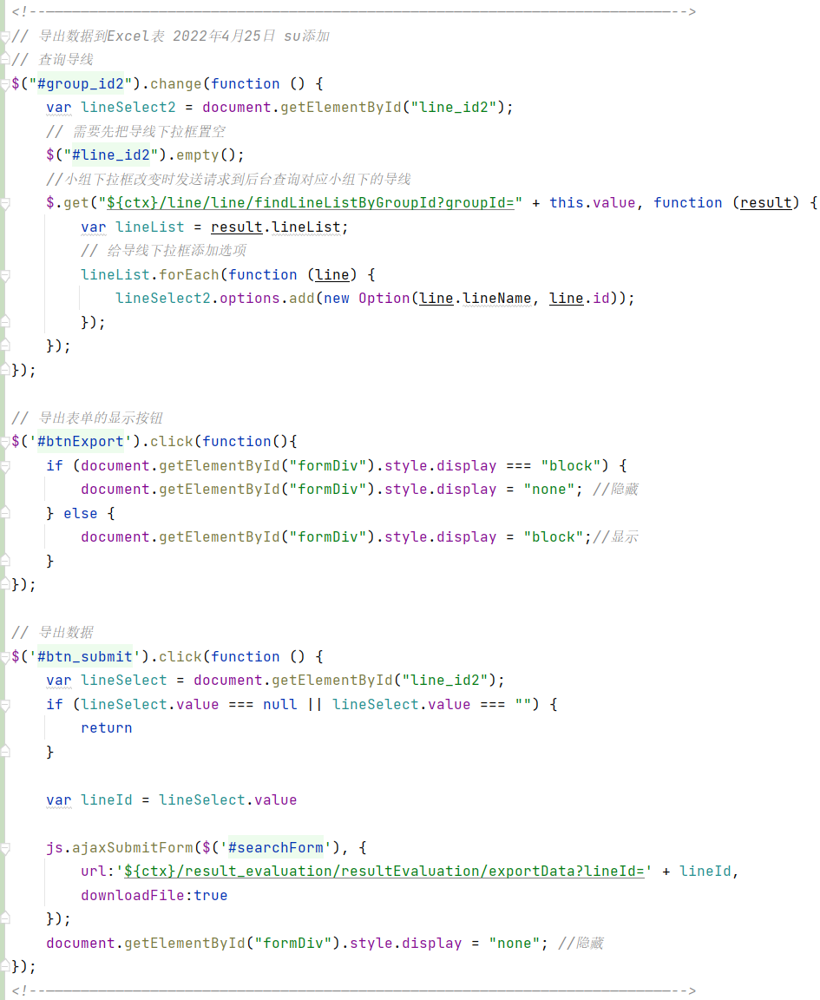 <!-------------------------------------------------------------------------->
// 导出数据到Excel表 2022年4月25日 su添加
// 查询导线
$("#group_id2").change(function () {
    var lineSelect2 = document.getElementById("line_id2");
    // 需要先把导线下拉框置空
    $("#line_id2").empty();
    //小组下拉框改变时发送请求到后台查询对应小组下的导线
    $.get("${ctx}/line/line/findLineListByGroupId?groupId=" + this.value, function (result) {
        var lineList = result.lineList;
        // 给导线下拉框添加选项
        lineList.forEach(function (line) {
            lineSelect2.options.add(new Option(line.lineName, line.id));
        });
    });
});

// 导出表单的显示按钮
$('#btnExport').click(function(){
    if (document.getElementById("formDiv").style.display === "block") {
        document.getElementById("formDiv").style.display = "none"; //隐藏
    } else {
        document.getElementById("formDiv").style.display = "block";//显示
    }
});

// 导出数据
$('#btn_submit').click(function () {
    var lineSelect = document.getElementById("line_id2");
    if (lineSelect.value === null || lineSelect.value === "") {
        return
    }

    var lineId = lineSelect.value

    js.ajaxSubmitForm($('#searchForm'), {
        url:'${ctx}/result_evaluation/resultEvaluation/exportData?lineId=' + lineId,
        downloadFile:true
    });
    document.getElementById("formDiv").style.display = "none"; //隐藏
});
<!-------------------------------------------------------------------------->